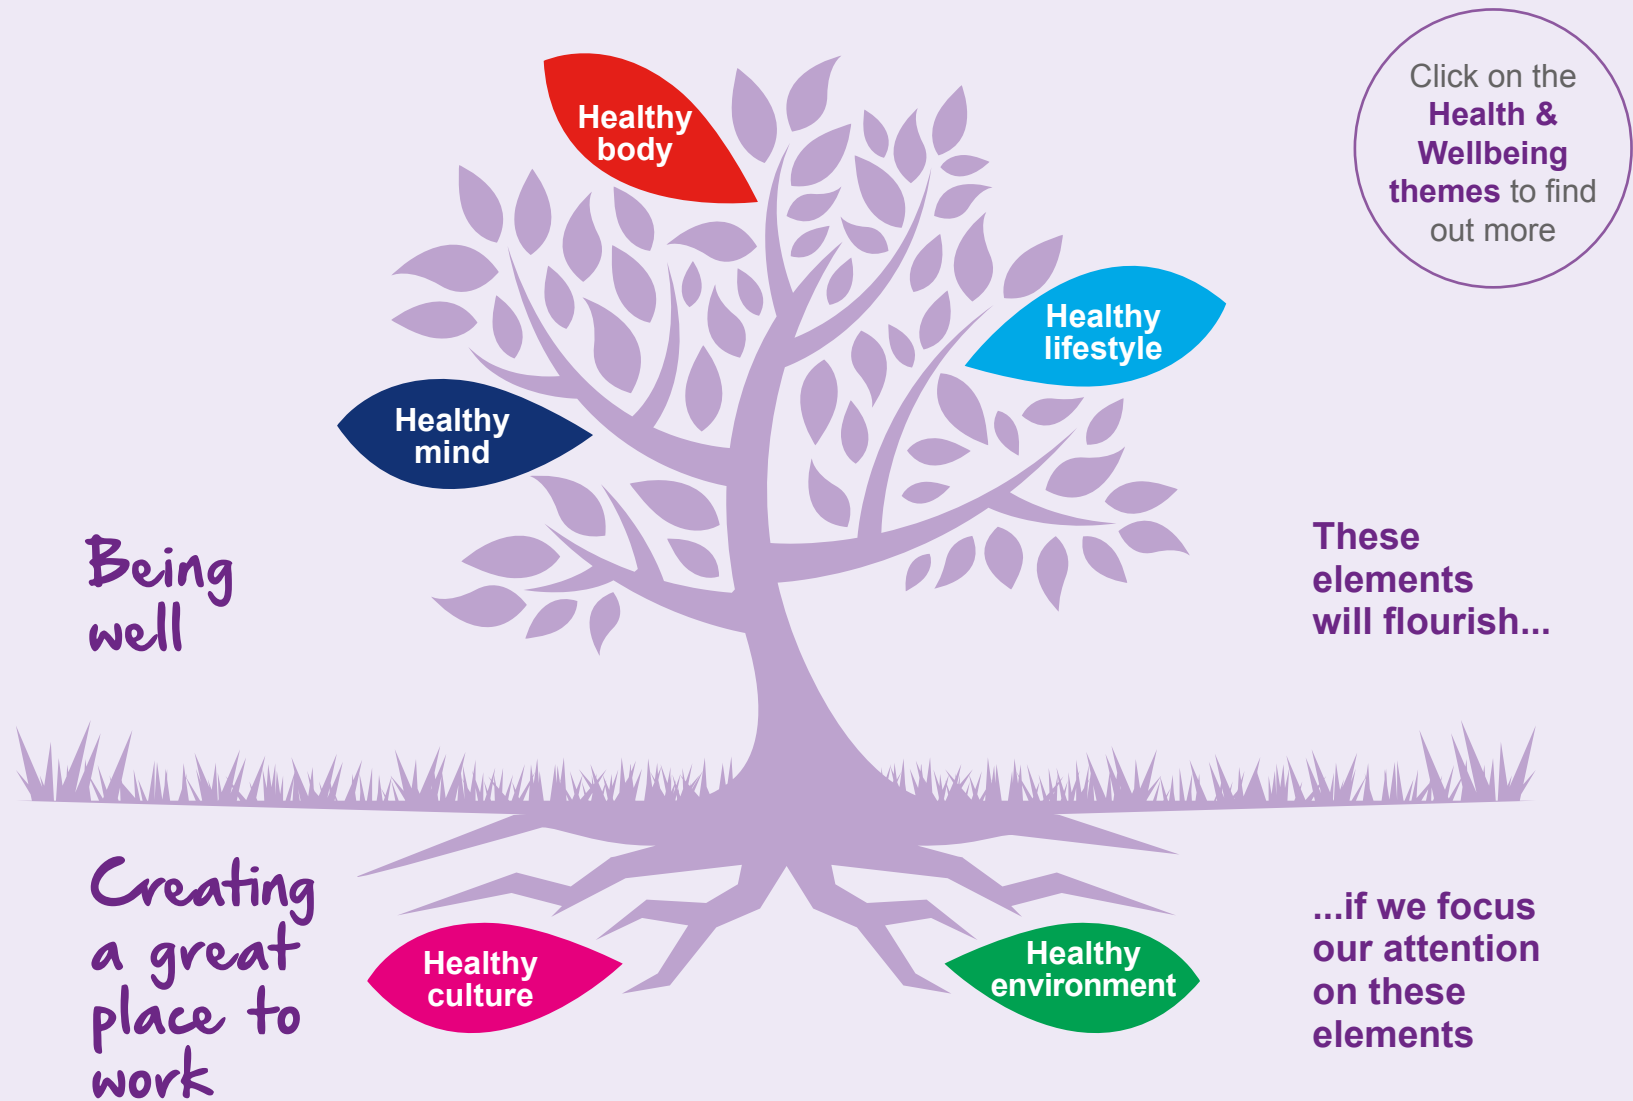 Healthy
body
Click on the
Health &
Wellbeing
themes to find
out more
Healthy
lifestyle
Healthy
mind
Being
well
These
elements
will flourish...
Creating
a great
place to
work
Healthy
culture
Healthy
environment
...if we focus
our attention
on these
elements